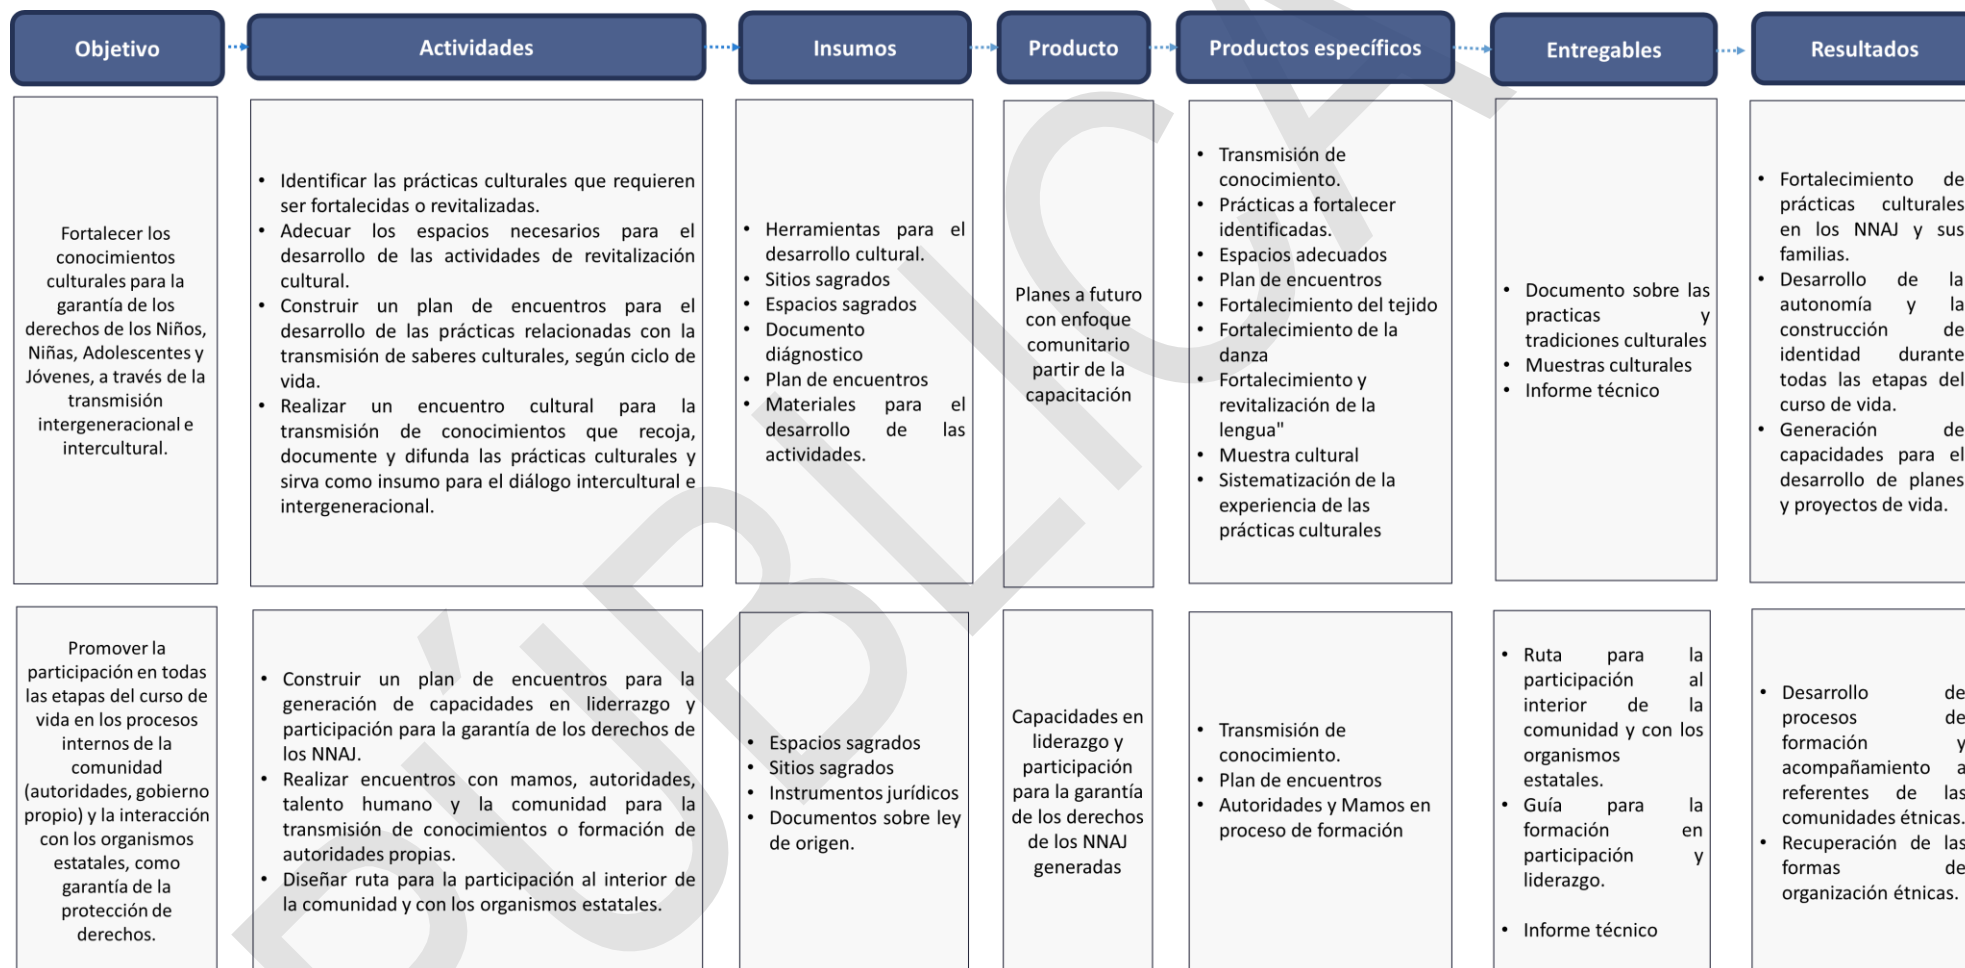 Objetivo
Actividades
Insumos
Producto
Productos específicos
Entregables
Resultados
Fortalecer los
conocimientos
culturales para la
garantía de los
derechos de los Niños,
Niñas, Adolescentes y
Jóvenes, a través de la
transmisión
intergeneracional e
intercultural.
• Identificar las prácticas culturales que requieren
ser fortalecidas o revitalizadas.
• Adecuar los espacios necesarios para el
desarrollo de las actividades de revitalización
cultural.
• Construir un plan de encuentros para el
desarrollo de las prácticas relacionadas con la
transmisión de saberes culturales, según ciclo de
vida.
• Realizar un encuentro cultural para la
transmisión de conocimientos que recoja,
documente y difunda las prácticas culturales y
sirva como insumo para el diálogo intercultural e
intergeneracional.
• Herramientas para el
desarrollo cultural.
• Sitios sagrados
• Espacios sagrados
• Documento
diágnostico
• Plan de encuentros
• Materiales para el
desarrollo de las
actividades.
Planes a futuro
con enfoque
comunitario
partir de la
capacitación
• Transmisión de
conocimiento.
• Prácticas a fortalecer
identificadas.
• Espacios adecuados
• Plan de encuentros
• Fortalecimiento del tejido
• Fortalecimiento de la
danza
• Fortalecimiento y
revitalización de la
lengua"
• Muestra cultural
• Sistematización de la
experiencia de las
prácticas culturales
• Documento sobre las
practicas y
tradiciones culturales
• Muestras culturales
• Informe técnico
• Fortalecimiento de
prácticas culturales
en los NNAJ y sus
familias.
• Desarrollo de la
autonomía y la
construcción de
identidad durante
todas las etapas del
curso de vida.
• Generación de
capacidades para el
desarrollo de planes
y proyectos de vida.
Promover la
participación en todas
las etapas del curso de
vida en los procesos
internos de la
comunidad
(autoridades, gobierno
propio) y la interacción
con los organismos
estatales, como
garantía de la
protección de
derechos.
• Construir un plan de encuentros para la
generación de capacidades en liderrazgo y
participación para la garantía de los derechos de
los NNAJ.
• Realizar encuentros con mamos, autoridades,
talento humano y la comunidad para la
transmisión de conocimientos o formación de
autoridades propias.
• Diseñar ruta para la participación al interior de
la comunidad y con los organismos estatales.
• Espacios sagrados
• Sitios sagrados
• Instrumentos jurídicos
• Documentos sobre ley
de origen.
Capacidades en
liderazgo y
participación
para la garantía
de los derechos
de los NNAJ
generadas
• Transmisión de
conocimiento.
• Plan de encuentros
• Autoridades y Mamos en
proceso de formación
• Ruta para la
participación al
interior de la
comunidad y con los
organismos
estatales.
• Guía para la
formación en
participación y
liderazgo.
• Informe técnico
• Desarrollo de
procesos de
formación y
acompañamiento a
referentes de las
comunidades étnicas.
• Recuperación de las
formas de
organización étnicas.
PÚBLICA